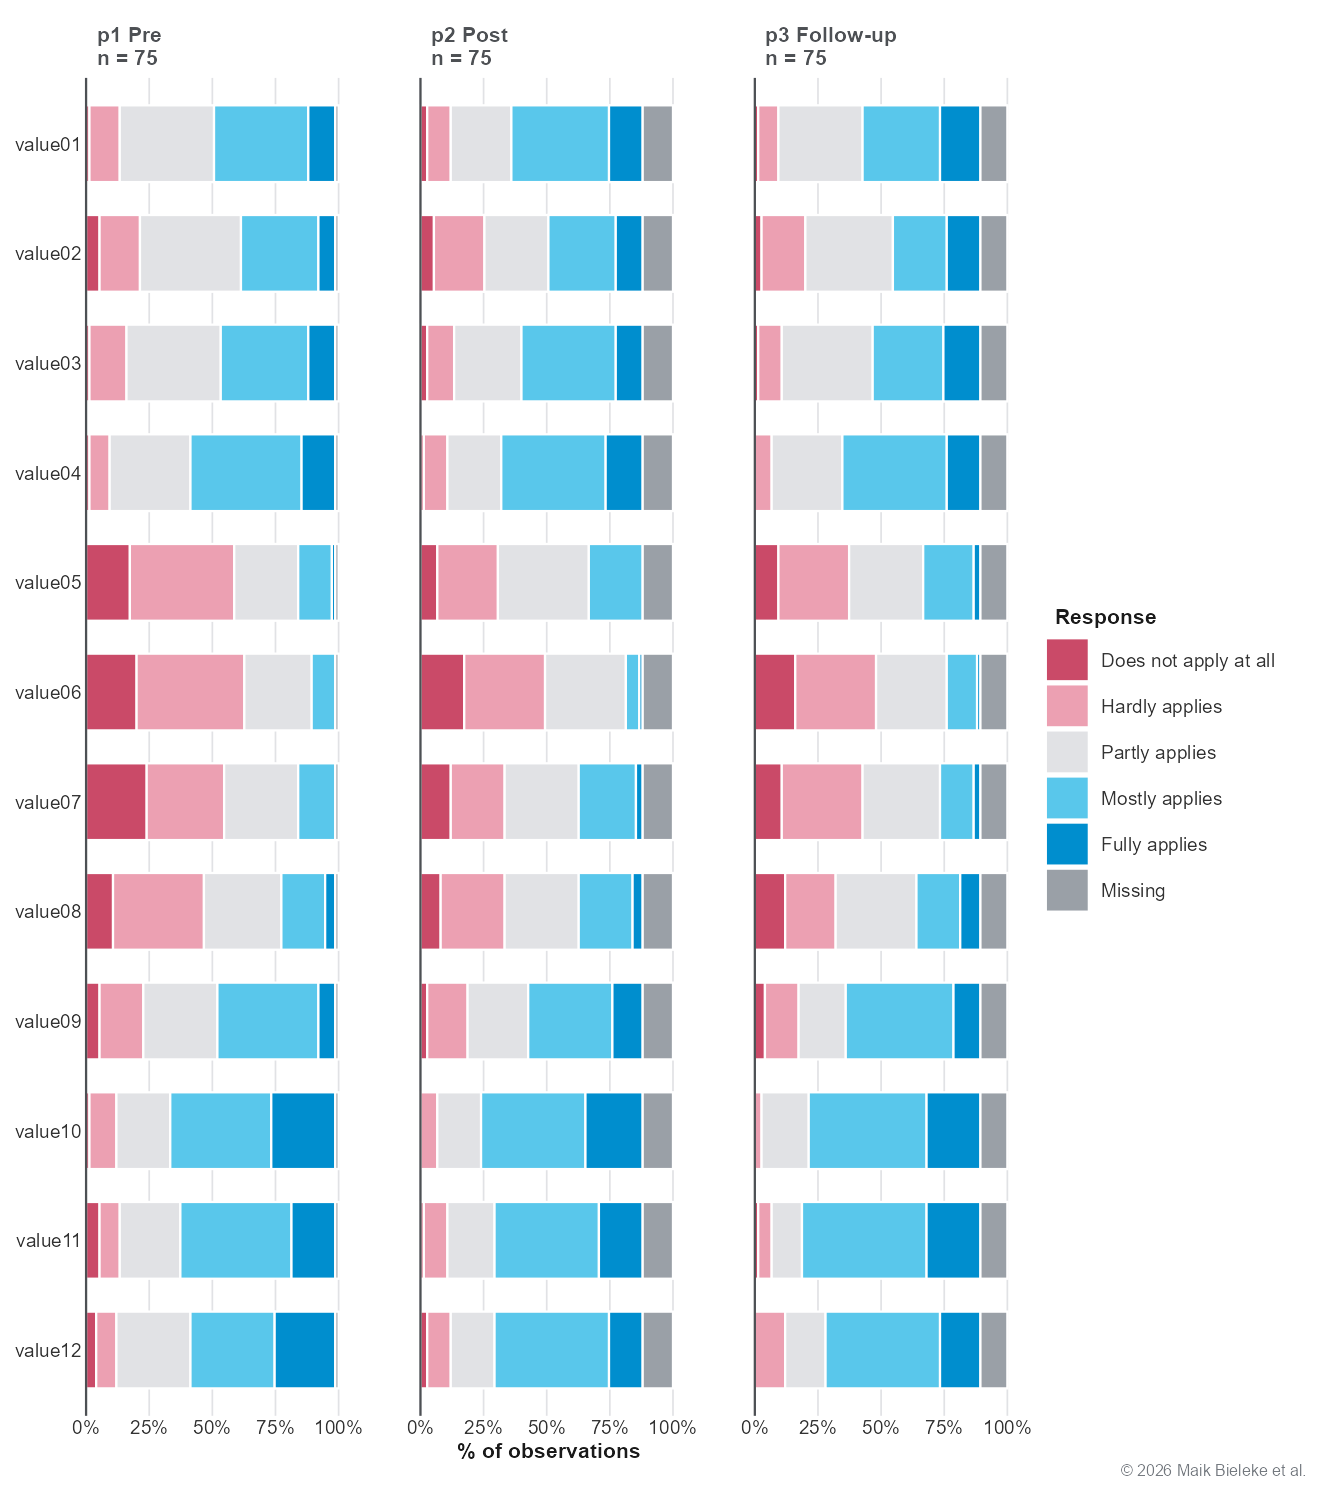 p1 Pre
n = 75
p2 Post
n = 75
p3 Follow-up
n = 75
value01
value02
value03
value04
value05
value06
value07
value08
value09
value10
value11
value12
0% 25% 50% 75% 100%
0% 25% 50% 75% 100%
0% 25% 50% 75% 100%
% of observations
Response
Does not apply at all
Hardly applies
Partly applies
Mostly applies
Fully applies
Missing
© 2026 Maik Bieleke et al.